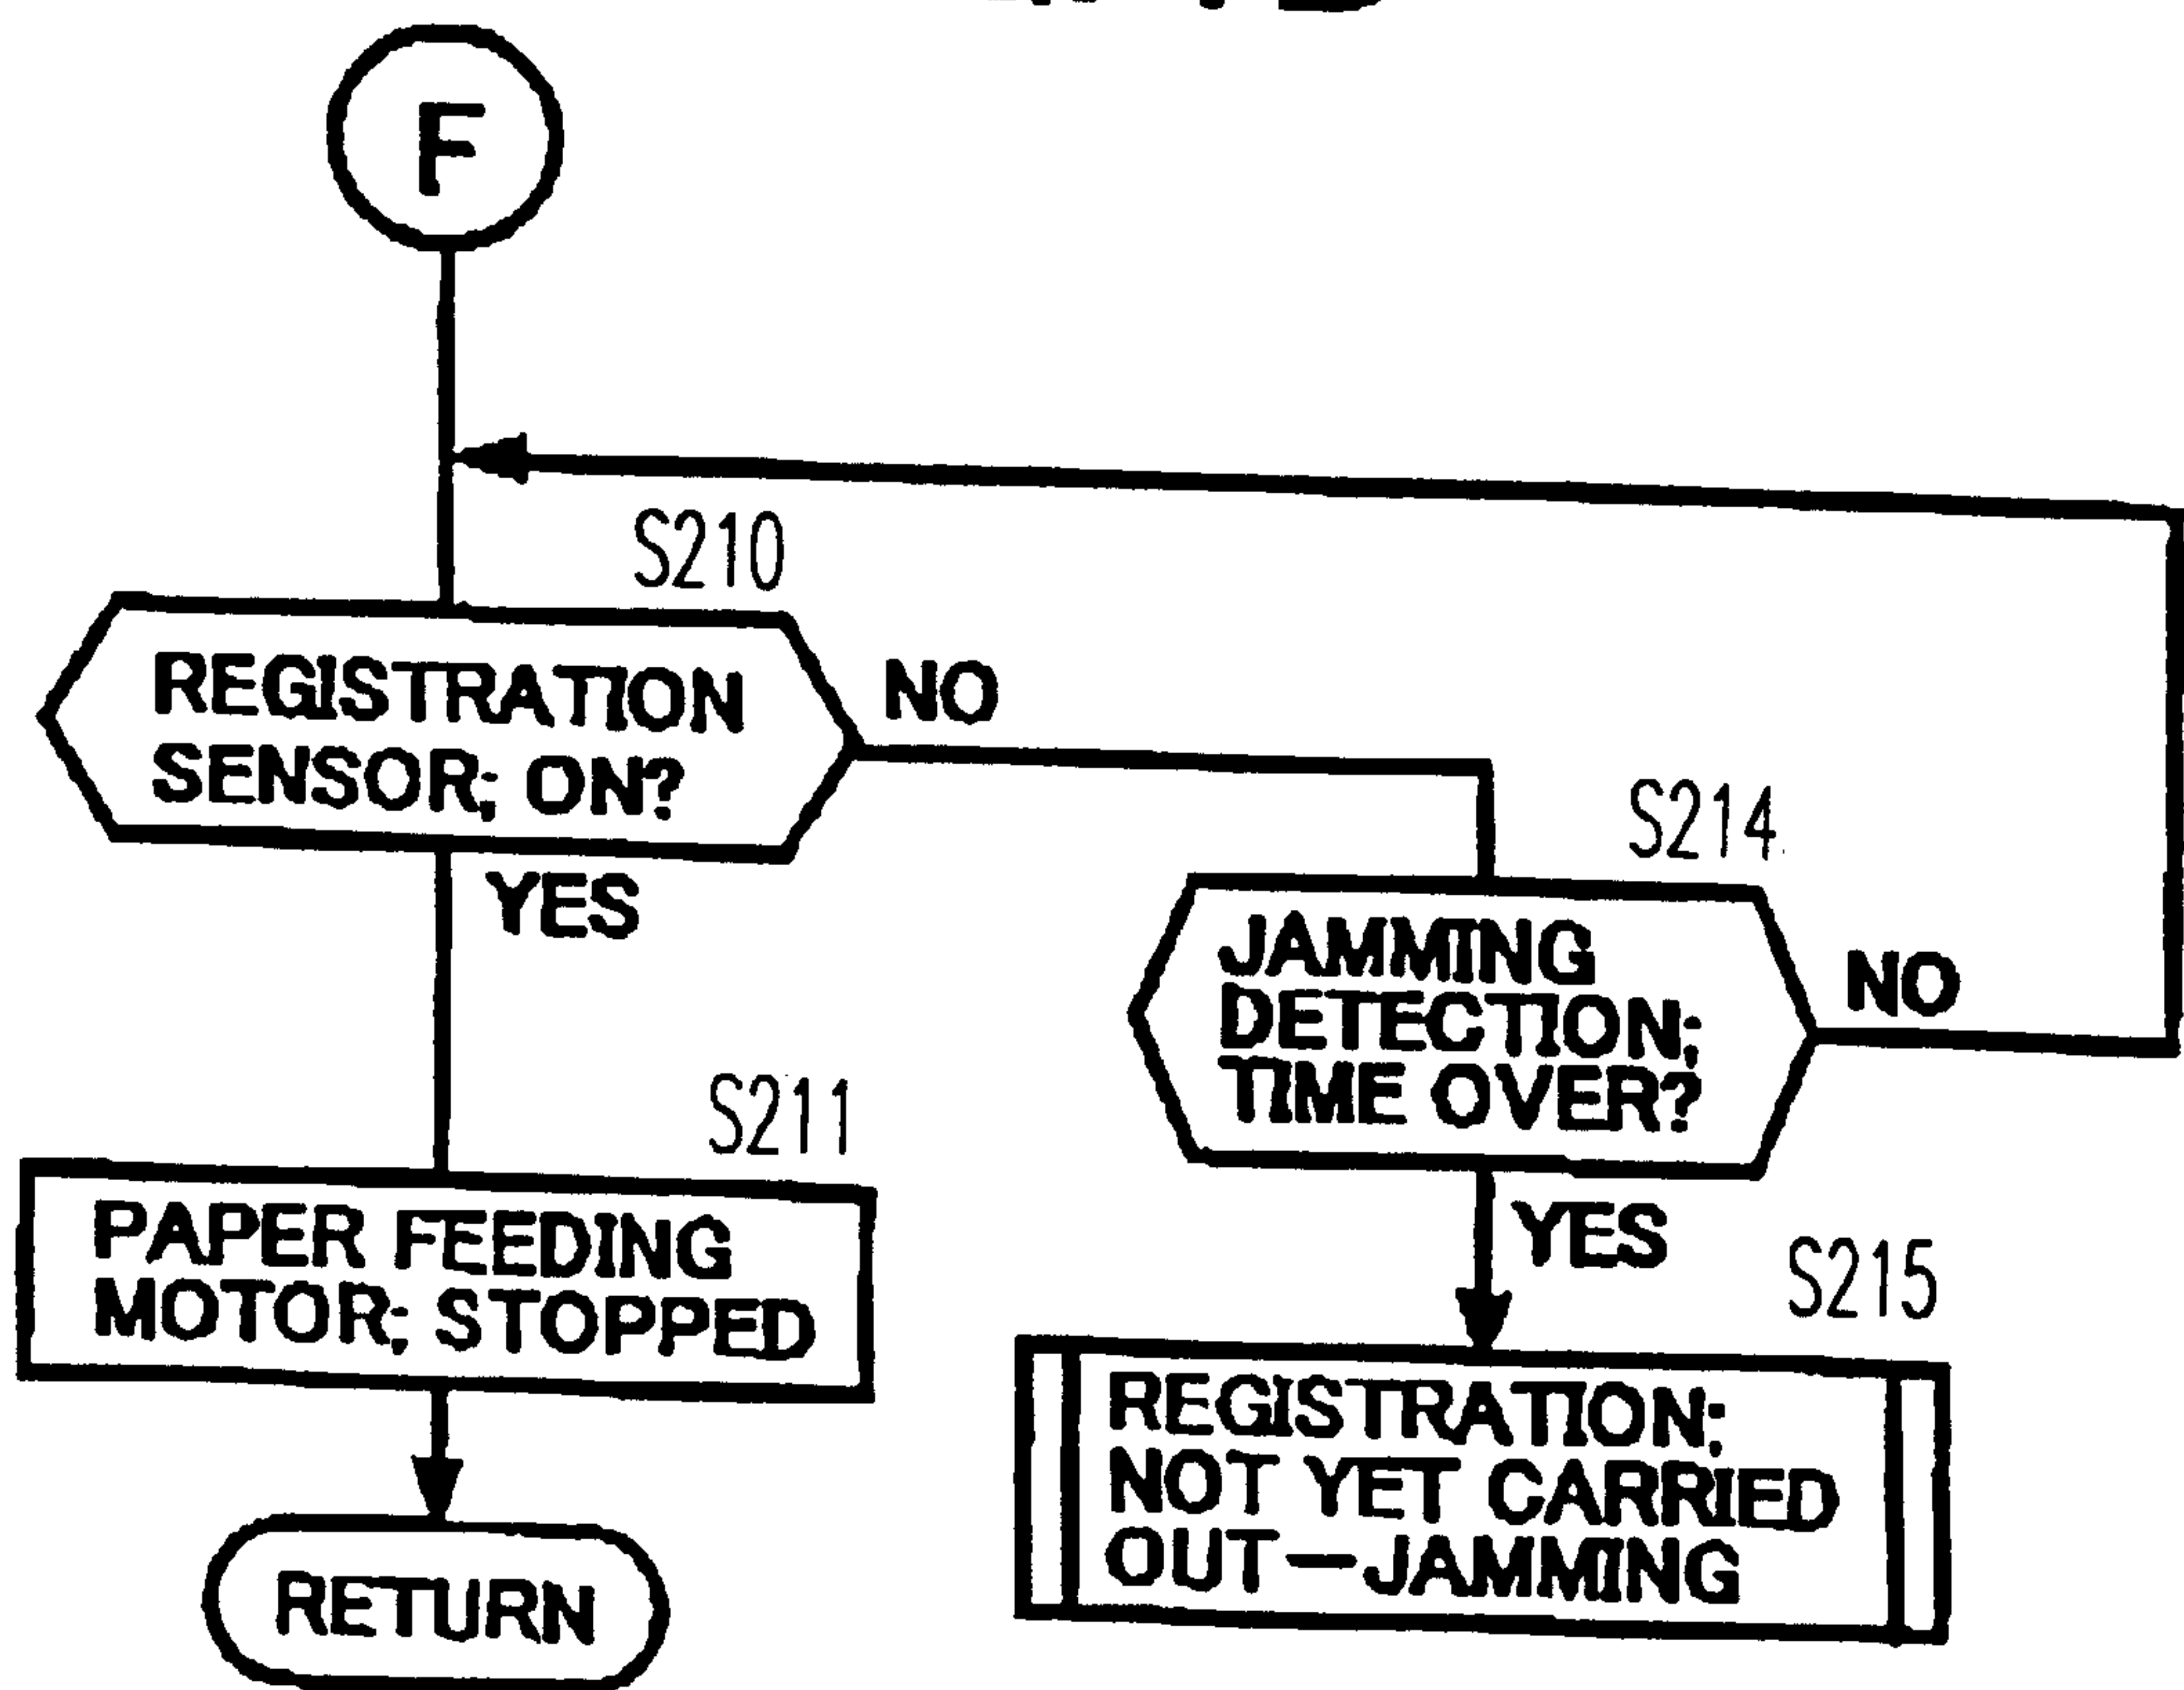 F
S210
REGISTRATION
SENSOR; ON?
NO
YES
S214
JAMMING
DETECTION;
TIME OVER?
NO
YES
S211
PAPER FEEDING
MOTOR; STOPPED
S215
REGISTRATION;
NOT YET CARRIED
OUT—JAMMING
RETURN